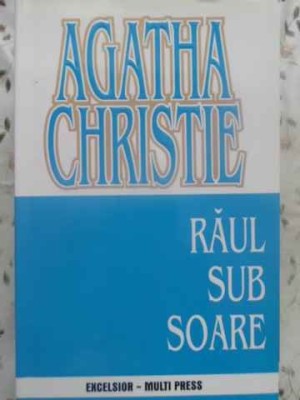 AGATHA
CHRISTIE
RĂUL
SUB
SOARE
EXCELSIOR - MULTI PRESS